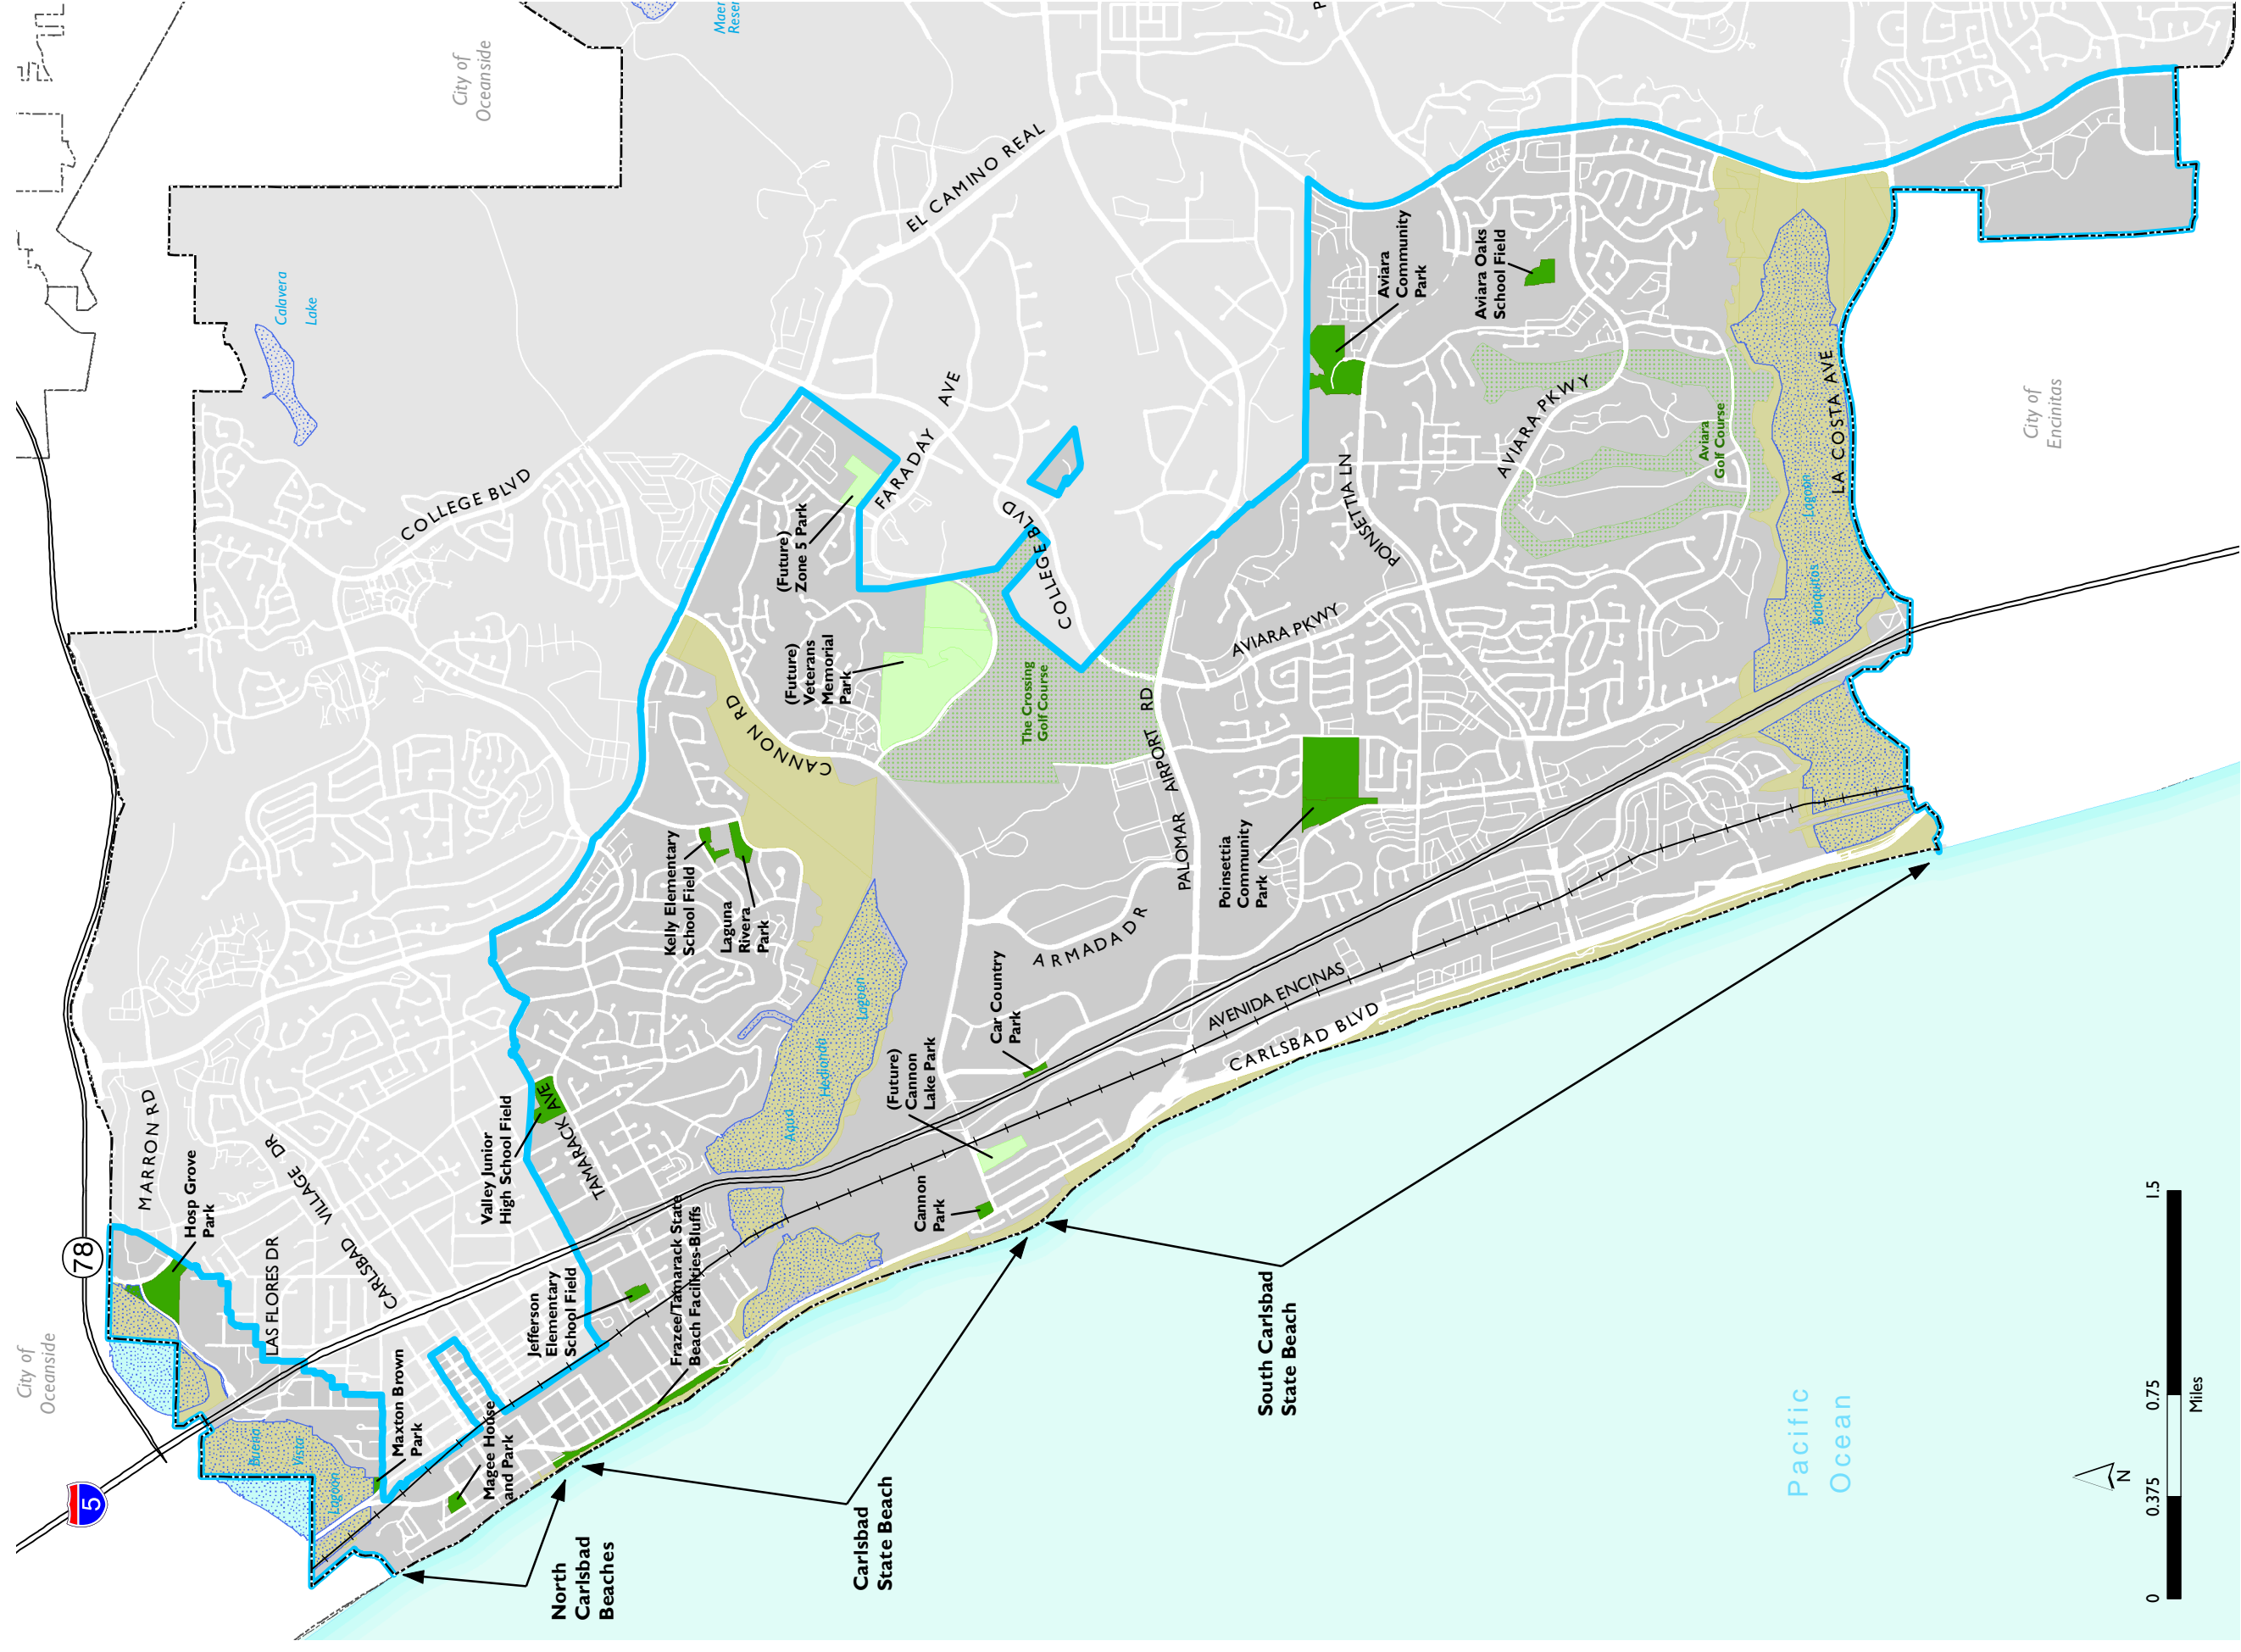 City of
Oceanside
Maer
Reser
P
City of
Oceanside
78
5
MARRON RD
Hosp Grove
Park
LAS FLORES DR
CARLSBAD
VILLAGE DR
Calavera
Lake
COLLEGE BLVD
EL CAMINO REAL
Buena
Vista
Lagoon
Maxton Brown
Park
Magee House
and Park
Jefferson
Elementary
School Field
Valley Junior
High School Field
TAMARACK AVE
Frazee/Tamarack State
Beach Facilities-Bluffs
Kelly Elementary
School Field
Laguna
Rivera
Park
CANNON RD
(Future)
Zone 5 Park
FARADAY
AVE
(Future)
Veterans
Memorial
Park
COLLEGE BLVD
The Crossing
Golf Course
Agua
Hedionda
Lagoon
(Future)
Cannon
Lake Park
Cannon
Park
Car Country
Park
ARMADA DR
PALOMAR
AIRPORT
RD
AVIARA PKWY
AVENIDA ENCINAS
CARLSBAD BLVD
Poinsettia
Community
Park
POINSETTIA LN
Aviara
Community
Park
Aviara Oaks
School Field
AVIARA PKWY
Aviara
Golf Course
Batiquitos
Lagoon
LA COSTA AVE
City of
Encinitas
North
Carlsbad
Beaches
Carlsbad
State Beach
South Carlsbad
State Beach
Pacific
Ocean
N
0
0.375
0.75
1.5
Miles